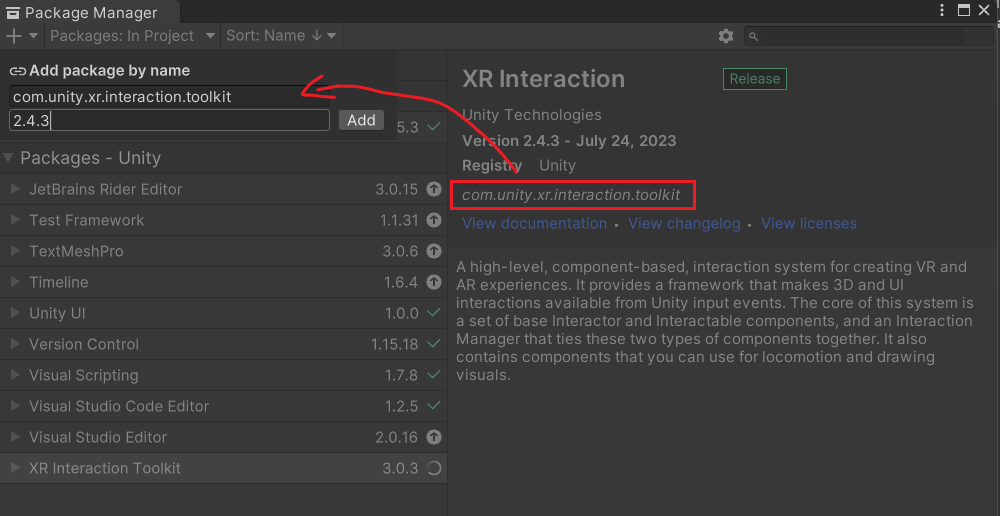 Package Manager
Packages: In Project
Sort: Name ↓
Add package by name
com.unity.xr.interaction.toolkit
2.4.3
Add
5.3
Packages - Unity
JetBrains Rider Editor 3.0.15
Test Framework 1.1.31
TextMeshPro 3.0.6
Timeline 1.6.4
Unity UI 1.0.0
Version Control 1.15.18
Visual Scripting 1.7.8
Visual Studio Code Editor 1.2.5
Visual Studio Editor 2.0.16
XR Interaction Toolkit 3.0.3
XR Interaction
Release
Unity Technologies
Version 2.4.3 - July 24, 2023
Registry Unity
com.unity.xr.interaction.toolkit
View documentation • View changelog • View licenses
A high-level, component-based, interaction system for creating VR and
AR experiences. It provides a framework that makes 3D and UI
interactions available from Unity input events. The core of this system is
a set of base Interactor and Interactable components, and an Interaction
Manager that ties these two types of components together. It also
contains components that you can use for locomotion and drawing
visuals.